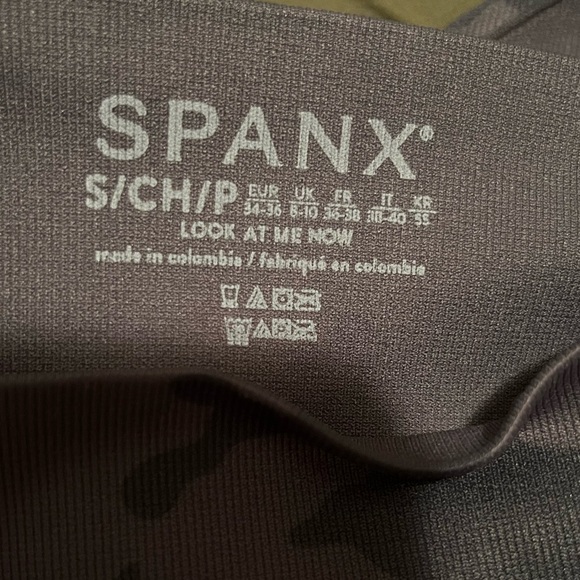 SPANX®
S/CH/P EUR 34-36 UK 8-10 FR 36-38 IT 38-40 KR 55
LOOK AT ME NOW
made in colombia / fabriqué en colombia